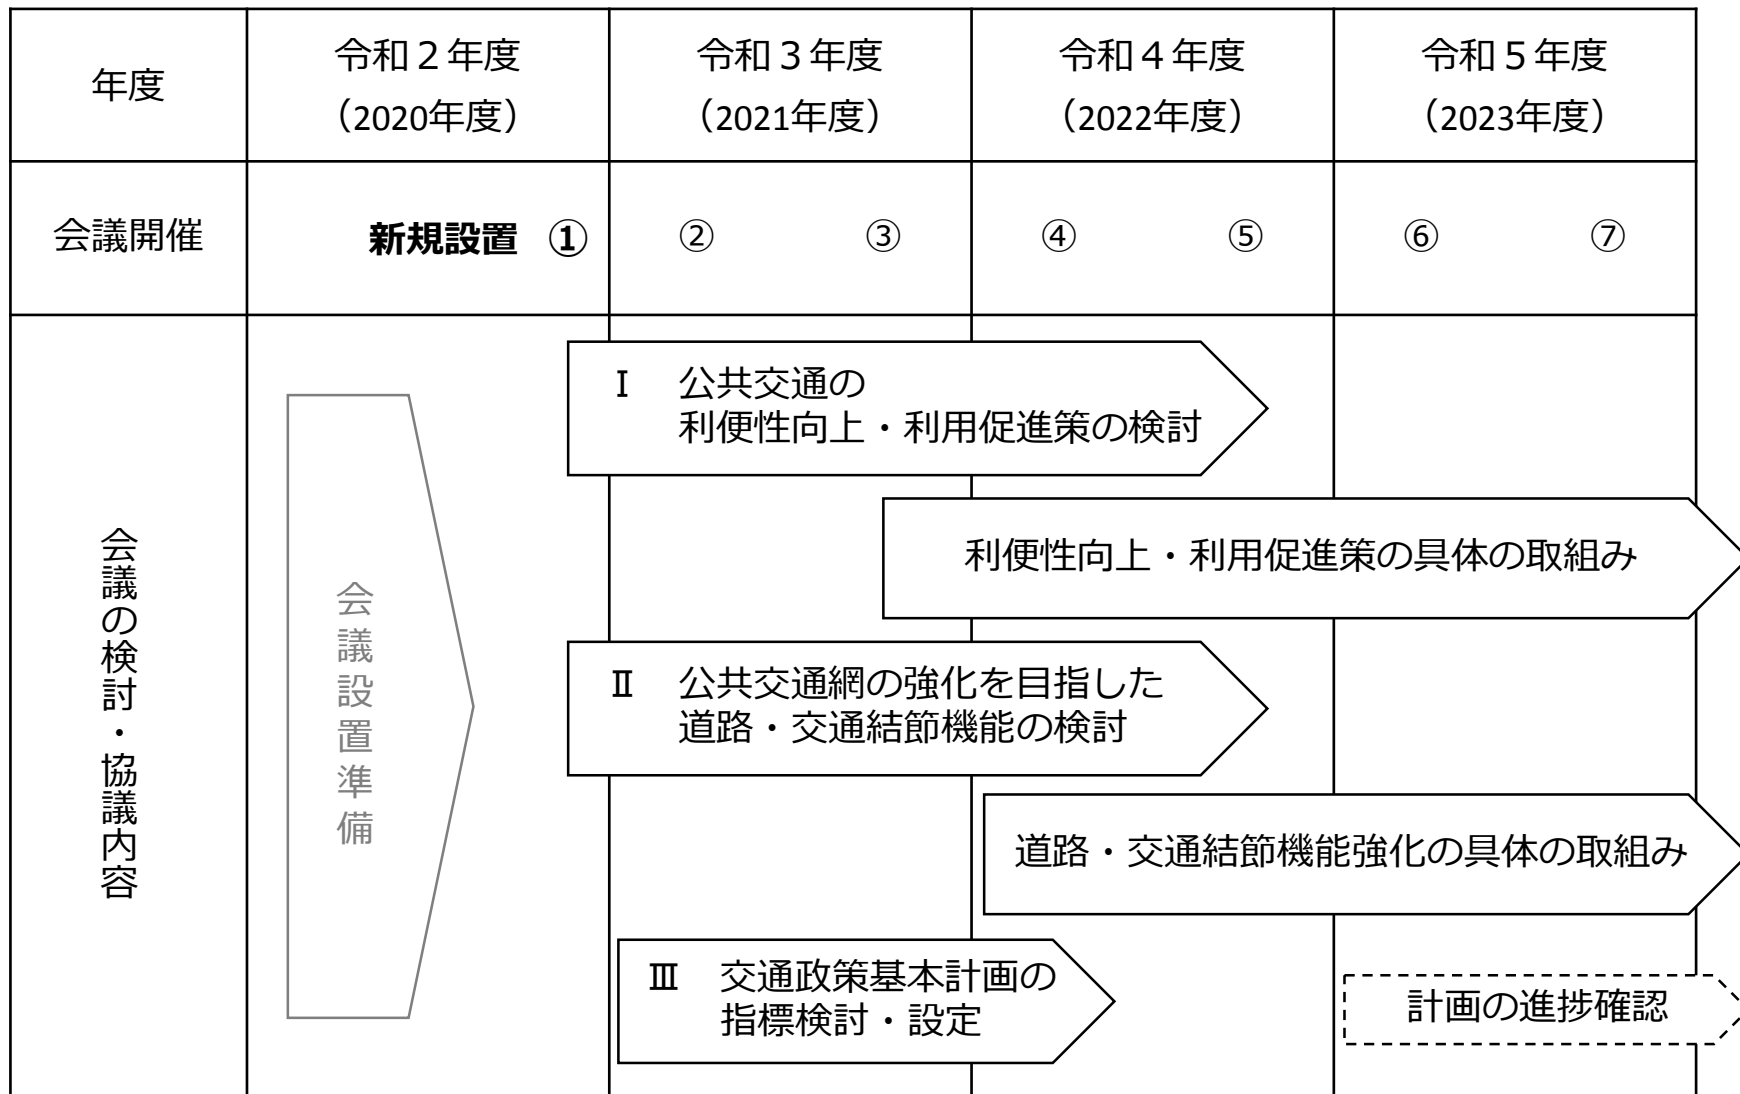 年度
令和２年度
（2020年度）
令和３年度
（2021年度）
令和４年度
（2022年度）
令和５年度
（2023年度）
会議開催
新規設置 ①
②
③
④
⑤
⑥
⑦
会議の検討・協議内容
会議設置準備
Ⅰ 公共交通の
利便性向上・利用促進策の検討
利便性向上・利用促進策の具体の取組み
Ⅱ 公共交通網の強化を目指した
道路・交通結節機能の検討
道路・交通結節機能強化の具体の取組み
Ⅲ 交通政策基本計画の
指標検討・設定
計画の進捗確認